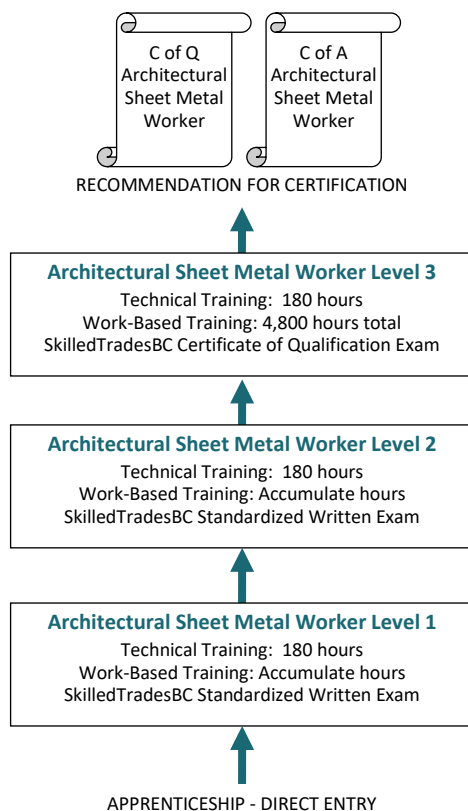 C of Q
Architectural
Sheet Metal
Worker
C of A
Architectural
Sheet Metal
Worker
RECOMMENDATION FOR CERTIFICATION
Architectural Sheet Metal Worker Level 3
Technical Training: 180 hours
Work-Based Training: 4,800 hours total
SkilledTradesBC Certificate of Qualification Exam
Architectural Sheet Metal Worker Level 2
Technical Training: 180 hours
Work-Based Training: Accumulate hours
SkilledTradesBC Standardized Written Exam
Architectural Sheet Metal Worker Level 1
Technical Training: 180 hours
Work-Based Training: Accumulate hours
SkilledTradesBC Standardized Written Exam
APPRENTICESHIP - DIRECT ENTRY